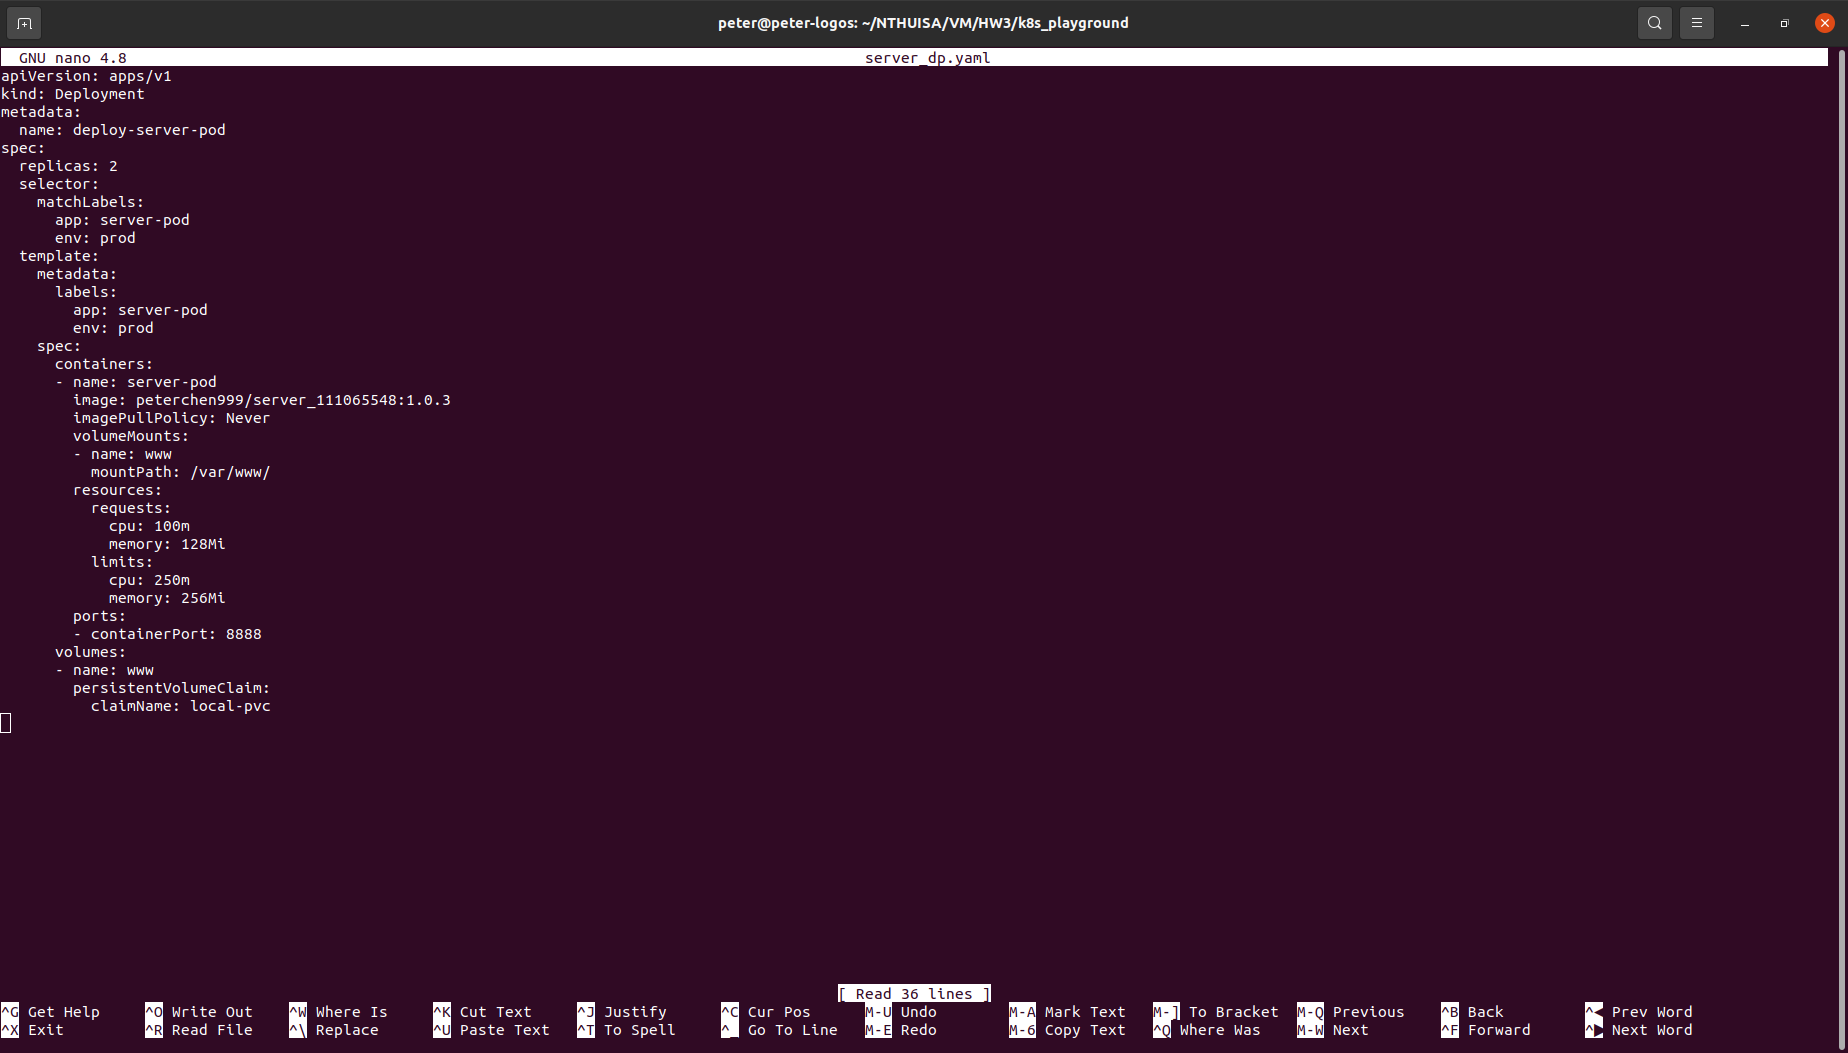 peter@peter-logos: ~/NTHUISA/VM/HW3/k8s_playground
GNU nano 4.8 server_dp.yaml
apiVersion: apps/v1
kind: Deployment
metadata:
  name: deploy-server-pod
spec:
  replicas: 2
  selector:
    matchLabels:
      app: server-pod
      env: prod
  template:
    metadata:
      labels:
        app: server-pod
        env: prod
    spec:
      containers:
      - name: server-pod
        image: peterchen999/server_111065548:1.0.3
        imagePullPolicy: Never
        volumeMounts:
        - name: www
          mountPath: /var/www/
        resources:
          requests:
            cpu: 100m
            memory: 128Mi
          limits:
            cpu: 250m
            memory: 256Mi
        ports:
        - containerPort: 8888
      volumes:
      - name: www
        persistentVolumeClaim:
          claimName: local-pvc
[ Read 36 lines ]
^G Get Help ^O Write Out ^W Where Is ^K Cut Text ^J Justify ^C Cur Pos M-U Undo M-A Mark Text M-] To Bracket M-Q Previous ^B Back ^◀ Prev Word
^X Exit ^R Read File ^\ Replace ^U Paste Text ^T To Spell ^_ Go To Line M-E Redo M-6 Copy Text ^Q Where Was M-W Next ^F Forward ^▶ Next Word